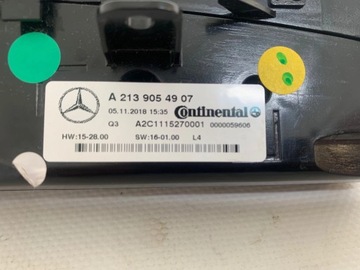 A 213 905 49 07
05.11.2018 15:35 Continental
Q3 A2C1115270001 0000059606
HW:15-28.00 SW:16-01.00 L4